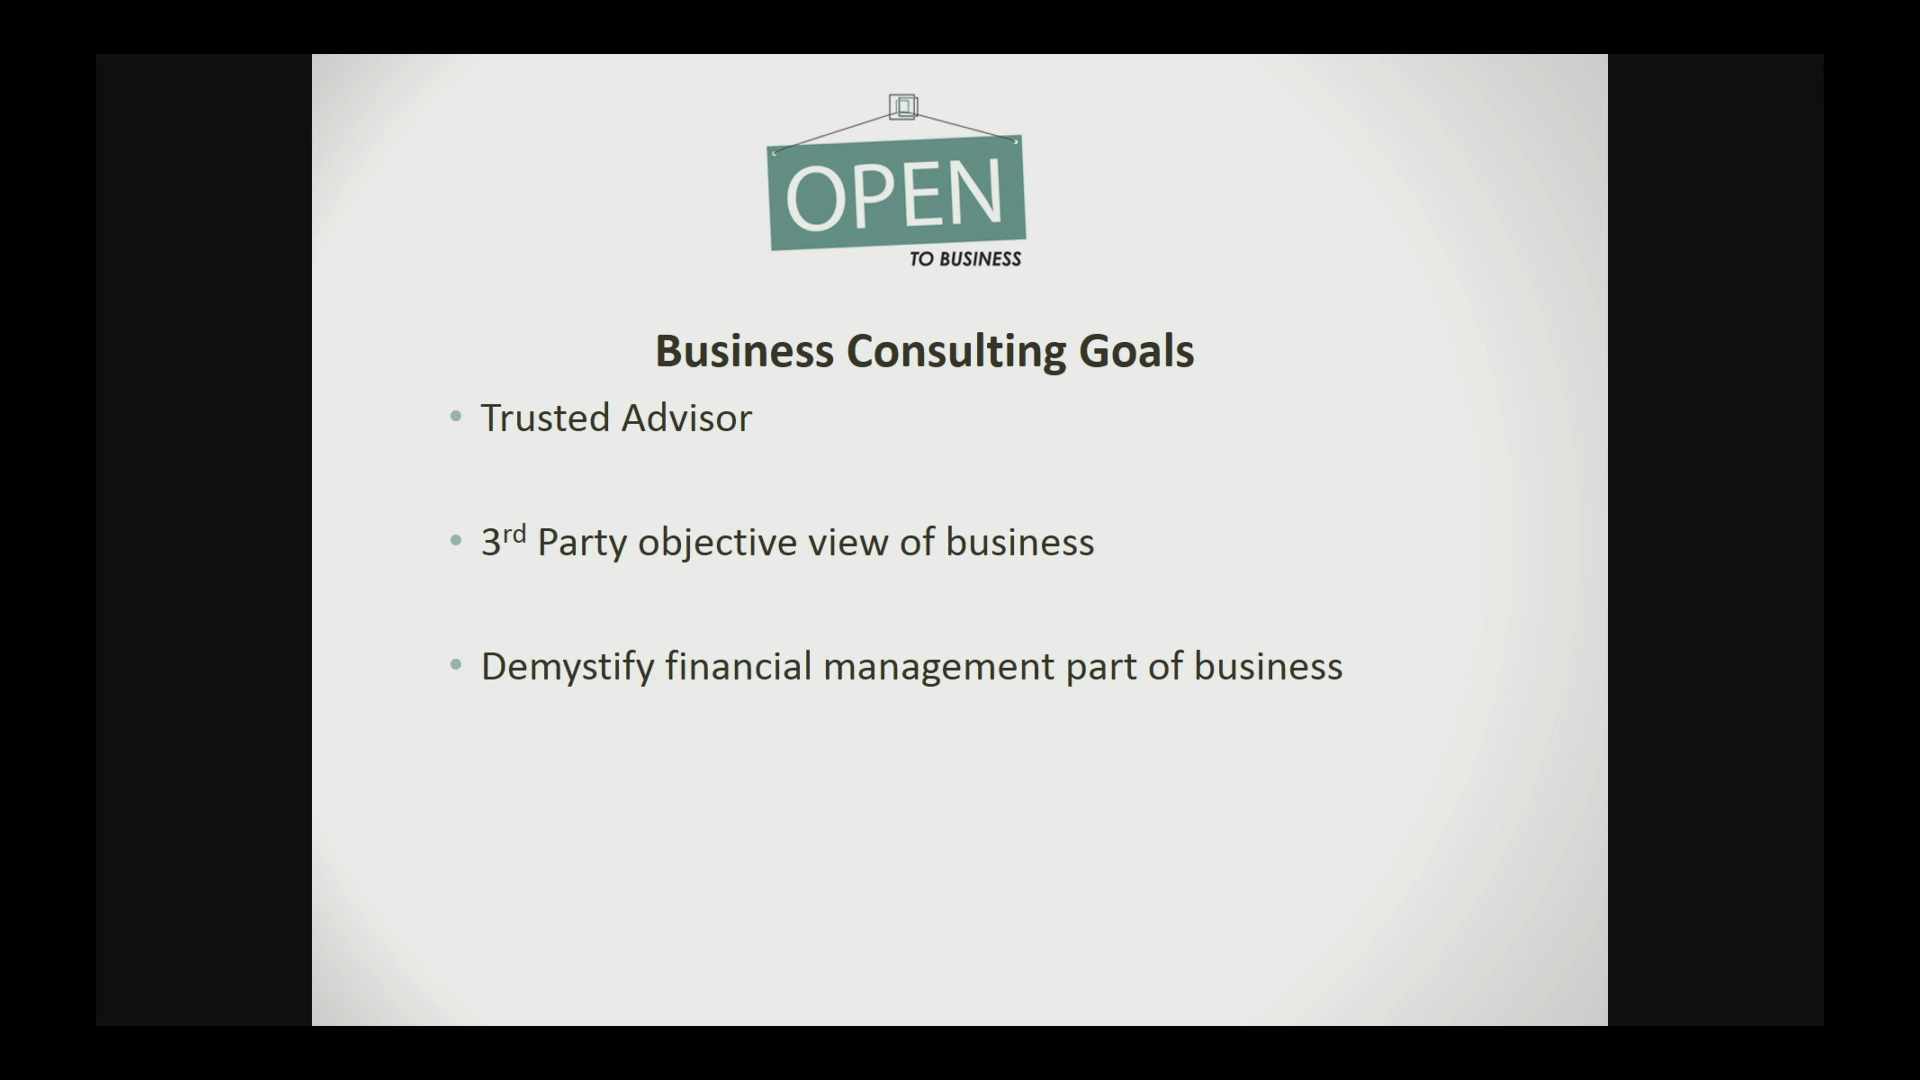 OPEN
TO BUSINESS
Business Consulting Goals
• Trusted Advisor
• 3rd Party objective view of business
• Demystify financial management part of business